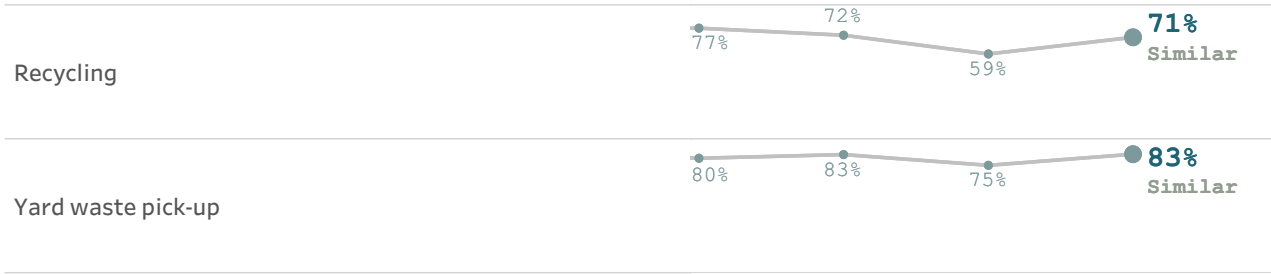 72%
71%
77%
Similar
59%
Recycling
83%
80%
83%
75%
Similar
Yard waste pick-up